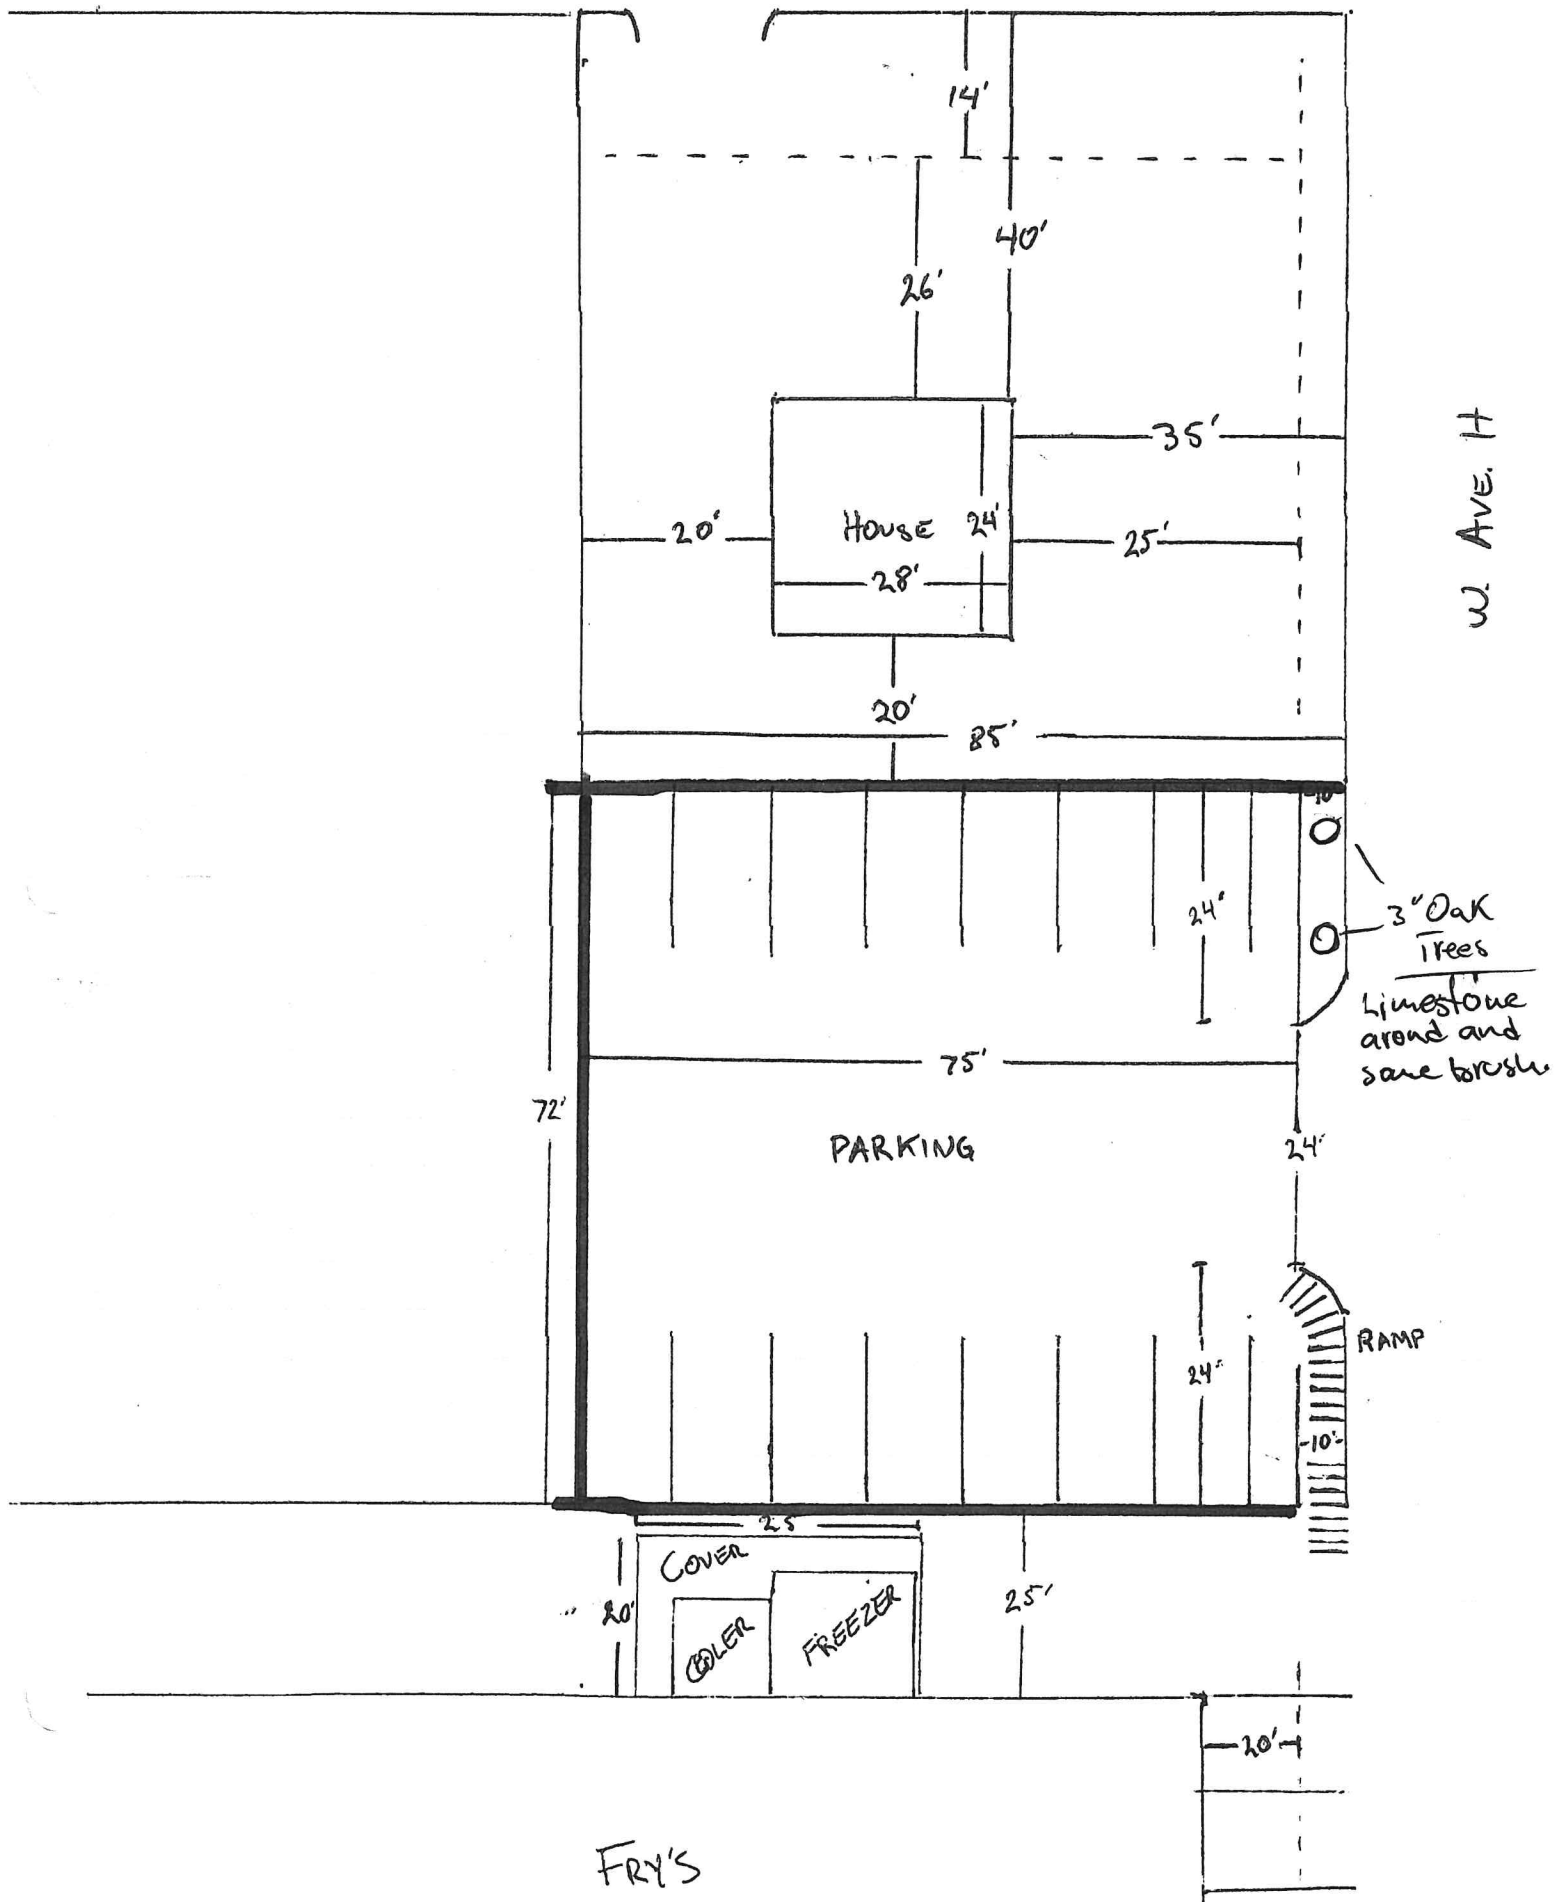 14'
40'
26'
35'
W. AVE. H
20'
HOUSE
24'
25'
28'
20'
85'
10'
24'
3" Oak
Trees
Limestone
arond and
some brush.
75'
72'
24'
PARKING
RAMP
24'
-10'-
25
COVER
20'
COOLER
FREEZER
25'
20'
FRY'S